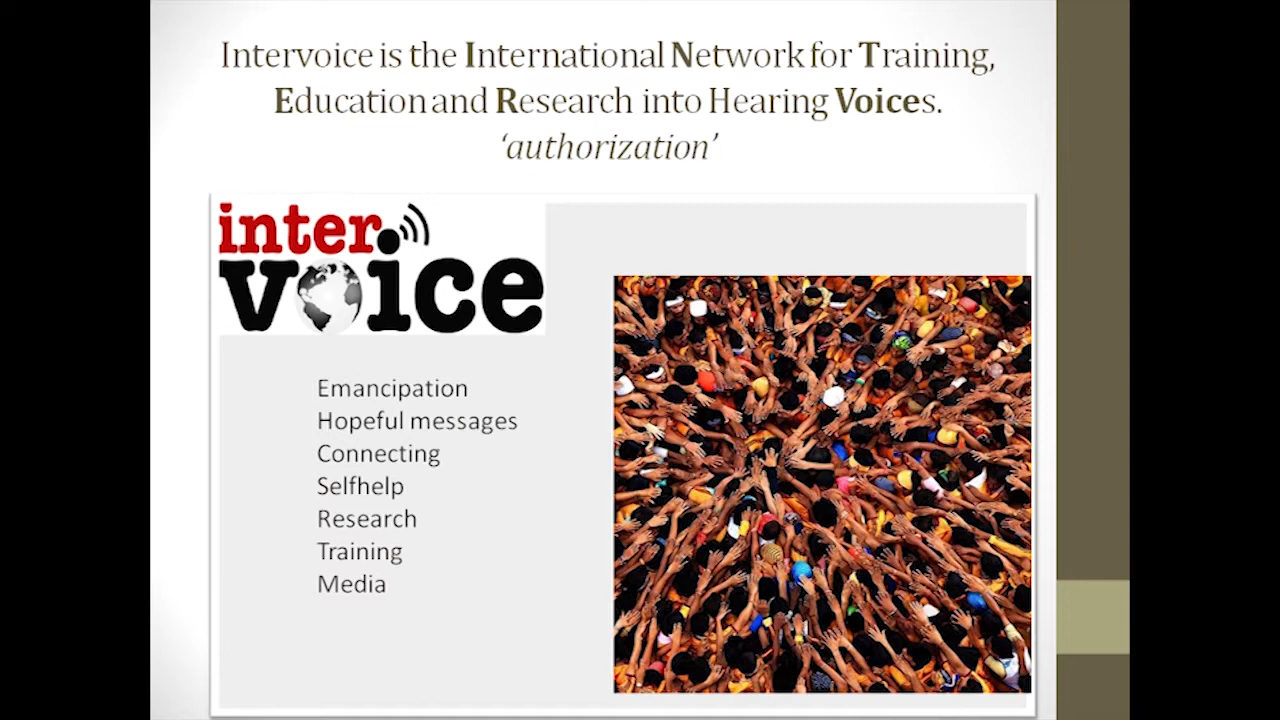 Intervoice is the International Network for Training,
Education and Research into Hearing Voices.
‘authorization’
inter
voice
Emancipation
Hopeful messages
Connecting
Selfhelp
Research
Training
Media